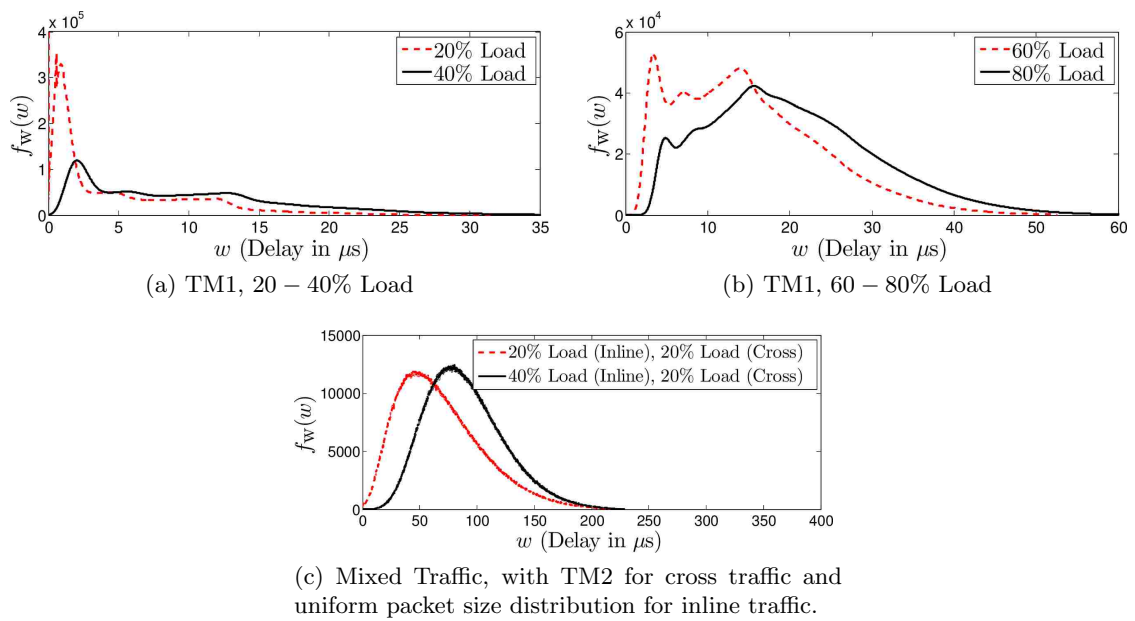 × 10⁵
4
3
2
1
0
f_W(w)
20% Load
40% Load
0 5 10 15 20 25 30 35
w (Delay in μs)
(a) TM1, 20 − 40% Load
× 10⁴
6
4
2
0
f_W(w)
60% Load
80% Load
0 10 20 30 40 50 60
w (Delay in μs)
(b) TM1, 60 − 80% Load
15000
10000
5000
0
f_W(w)
20% Load (Inline), 20% Load (Cross)
40% Load (Inline), 20% Load (Cross)
0 50 100 150 200 250 300 350 400
w (Delay in μs)
(c) Mixed Traffic, with TM2 for cross traffic and
uniform packet size distribution for inline traffic.